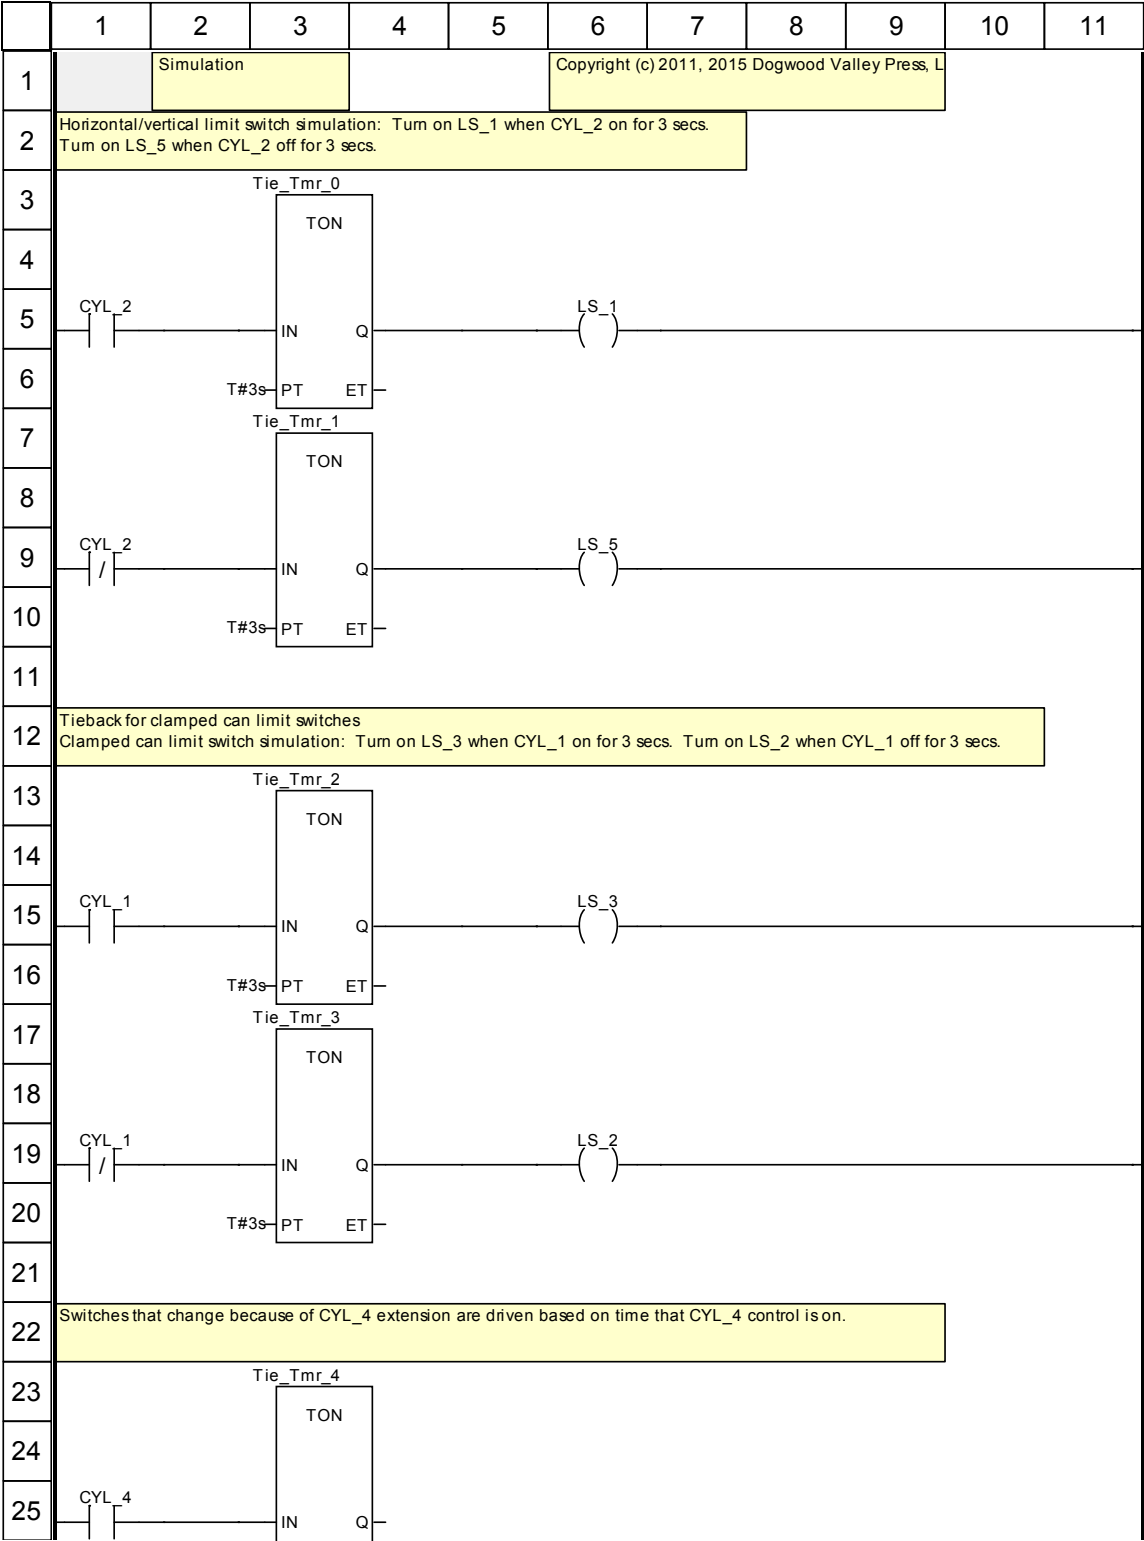 1 2 3 4 5 6 7 8 9 10 11
1 Simulation Copyright (c) 2011, 2015 Dogwood Valley Press, L
2 Horizontal/vertical limit switch simulation: Turn on LS_1 when CYL_2 on for 3 secs.
Turn on LS_5 when CYL_2 off for 3 secs.
3 Tie_Tmr_0
TON
4
5 CYL_2 LS_1
IN Q
6 T#3s PT ET
7 Tie_Tmr_1
TON
8
9 CYL_2 LS_5
/ IN Q
10 T#3s PT ET
11
12 Tieback for clamped can limit switches
Clamped can limit switch simulation: Turn on LS_3 when CYL_1 on for 3 secs. Turn on LS_2 when CYL_1 off for 3 secs.
13 Tie_Tmr_2
TON
14
15 CYL_1 LS_3
IN Q
16 T#3s PT ET
17 Tie_Tmr_3
TON
18
19 CYL_1 LS_2
/ IN Q
20 T#3s PT ET
21
22 Switches that change because of CYL_4 extension are driven based on time that CYL_4 control is on.
23 Tie_Tmr_4
TON
24
25 CYL_4
IN Q